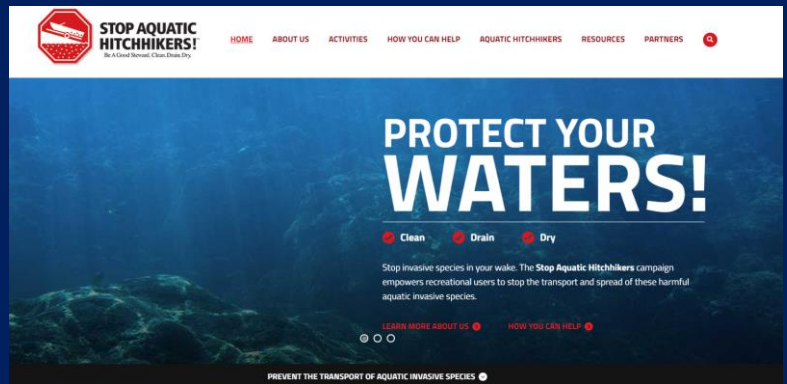 STOP AQUATIC
HITCHHIKERS!™
Be A Good Steward. Clean. Drain. Dry.
HOME ABOUT US ACTIVITIES HOW YOU CAN HELP AQUATIC HITCHHIKERS RESOURCES PARTNERS
PROTECT YOUR
WATERS!
Clean Drain Dry
Stop invasive species in your wake. The Stop Aquatic Hitchhikers campaign
empowers recreational users to stop the transport and spread of these harmful
aquatic invasive species.
LEARN MORE ABOUT US HOW YOU CAN HELP
PREVENT THE TRANSPORT OF AQUATIC INVASIVE SPECIES